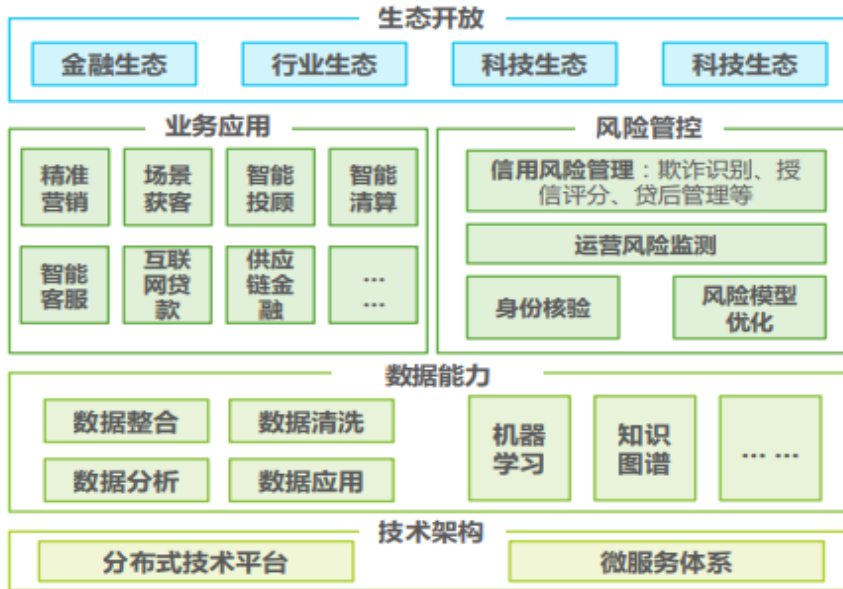 生态开放
金融生态
行业生态
科技生态
科技生态
业务应用
精准
营销
场景
获客
智能
投顾
智能
清算
智能
客服
互联
网贷
款
供应
链金
融
...
...
风险管控
信用风险管理：欺诈识别、授
信评分、贷后管理等
运营风险监测
身份核验
风险模型
优化
数据能力
数据整合
数据清洗
数据分析
数据应用
机器
学习
知识
图谱
... ...
技术架构
分布式技术平台
微服务体系